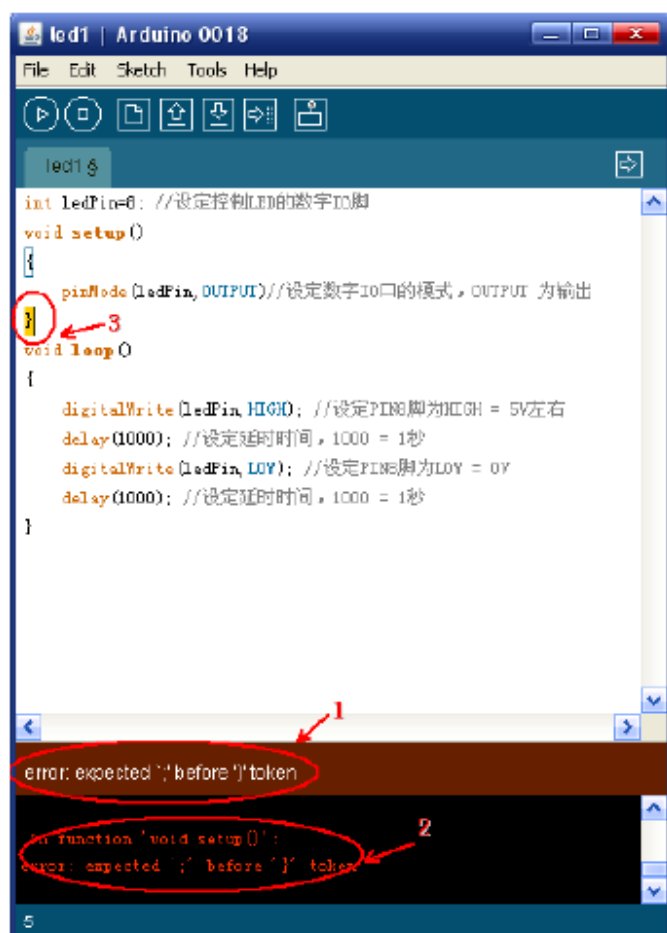 led1 | Arduino 0018
File Edit Sketch Tools Help
led1 §
int ledPin=8; //设定控制LED的数字IO脚
void setup()
{
pinMode(ledPin,OUTPUT)//设定数字IO口的模式，OUTPUT 为输出
}
3
void loop()
{
digitalWrite(ledPin,HIGH); //设定PIN8脚为HIGH = 5V左右
delay(1000); //设定延时时间，1000 = 1秒
digitalWrite(ledPin,LOW); //设定PIN8脚为LOW = 0V
delay(1000); //设定延时时间，1000 = 1秒
}
1
error: expected `;' before '}' token
2
In function 'void setup()':
error: expected `;' before '}' token
5